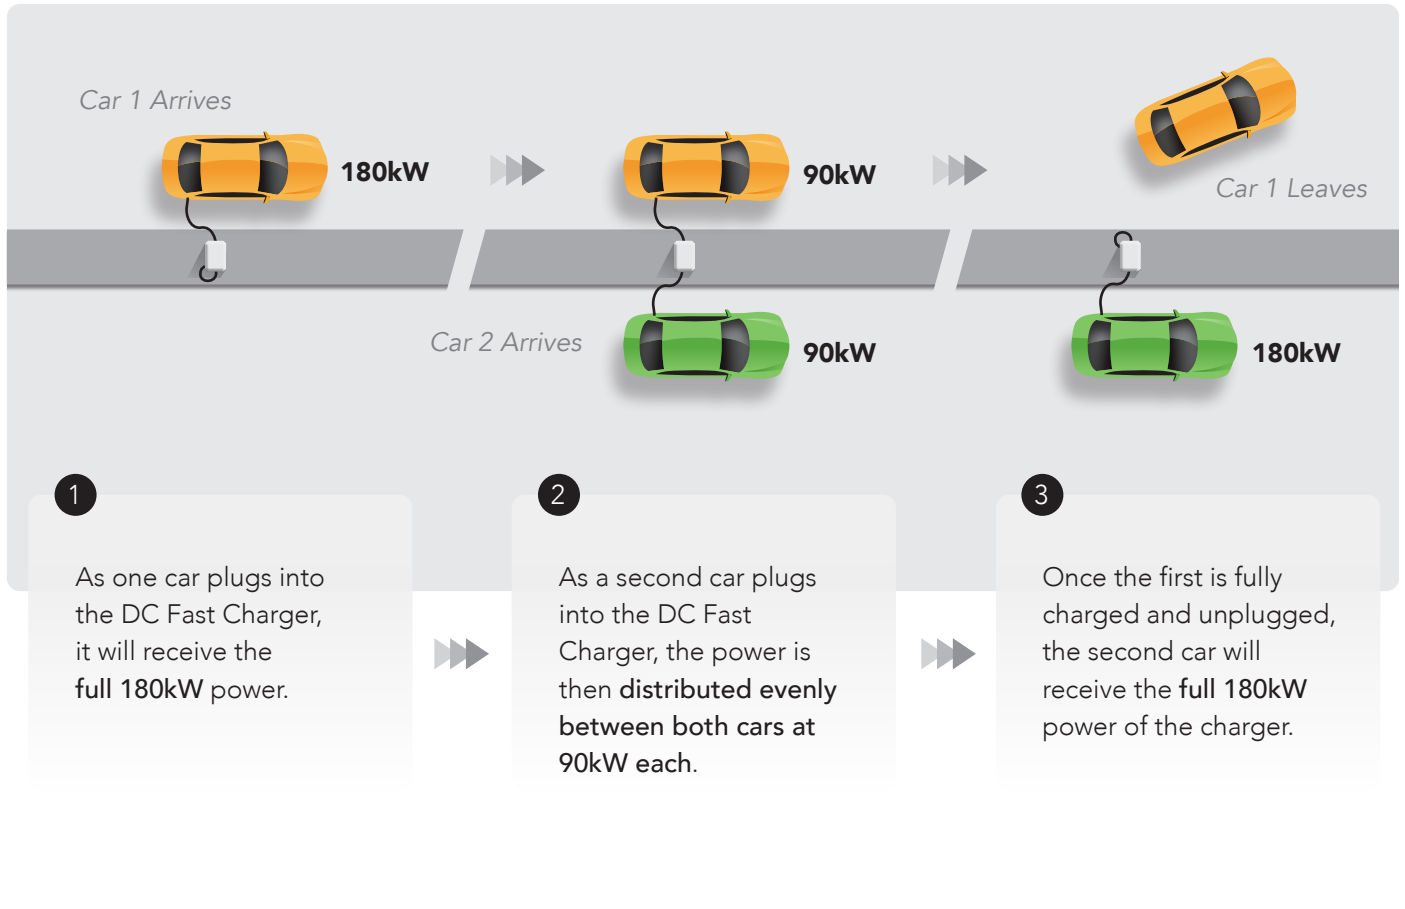 Car 1 Arrives
180kW
90kW
Car 1 Leaves
Car 2 Arrives
90kW
180kW
1
As one car plugs into
the DC Fast Charger,
it will receive the
full 180kW power.
2
As a second car plugs
into the DC Fast
Charger, the power is
then distributed evenly
between both cars at
90kW each.
3
Once the first is fully
charged and unplugged,
the second car will
receive the full 180kW
power of the charger.